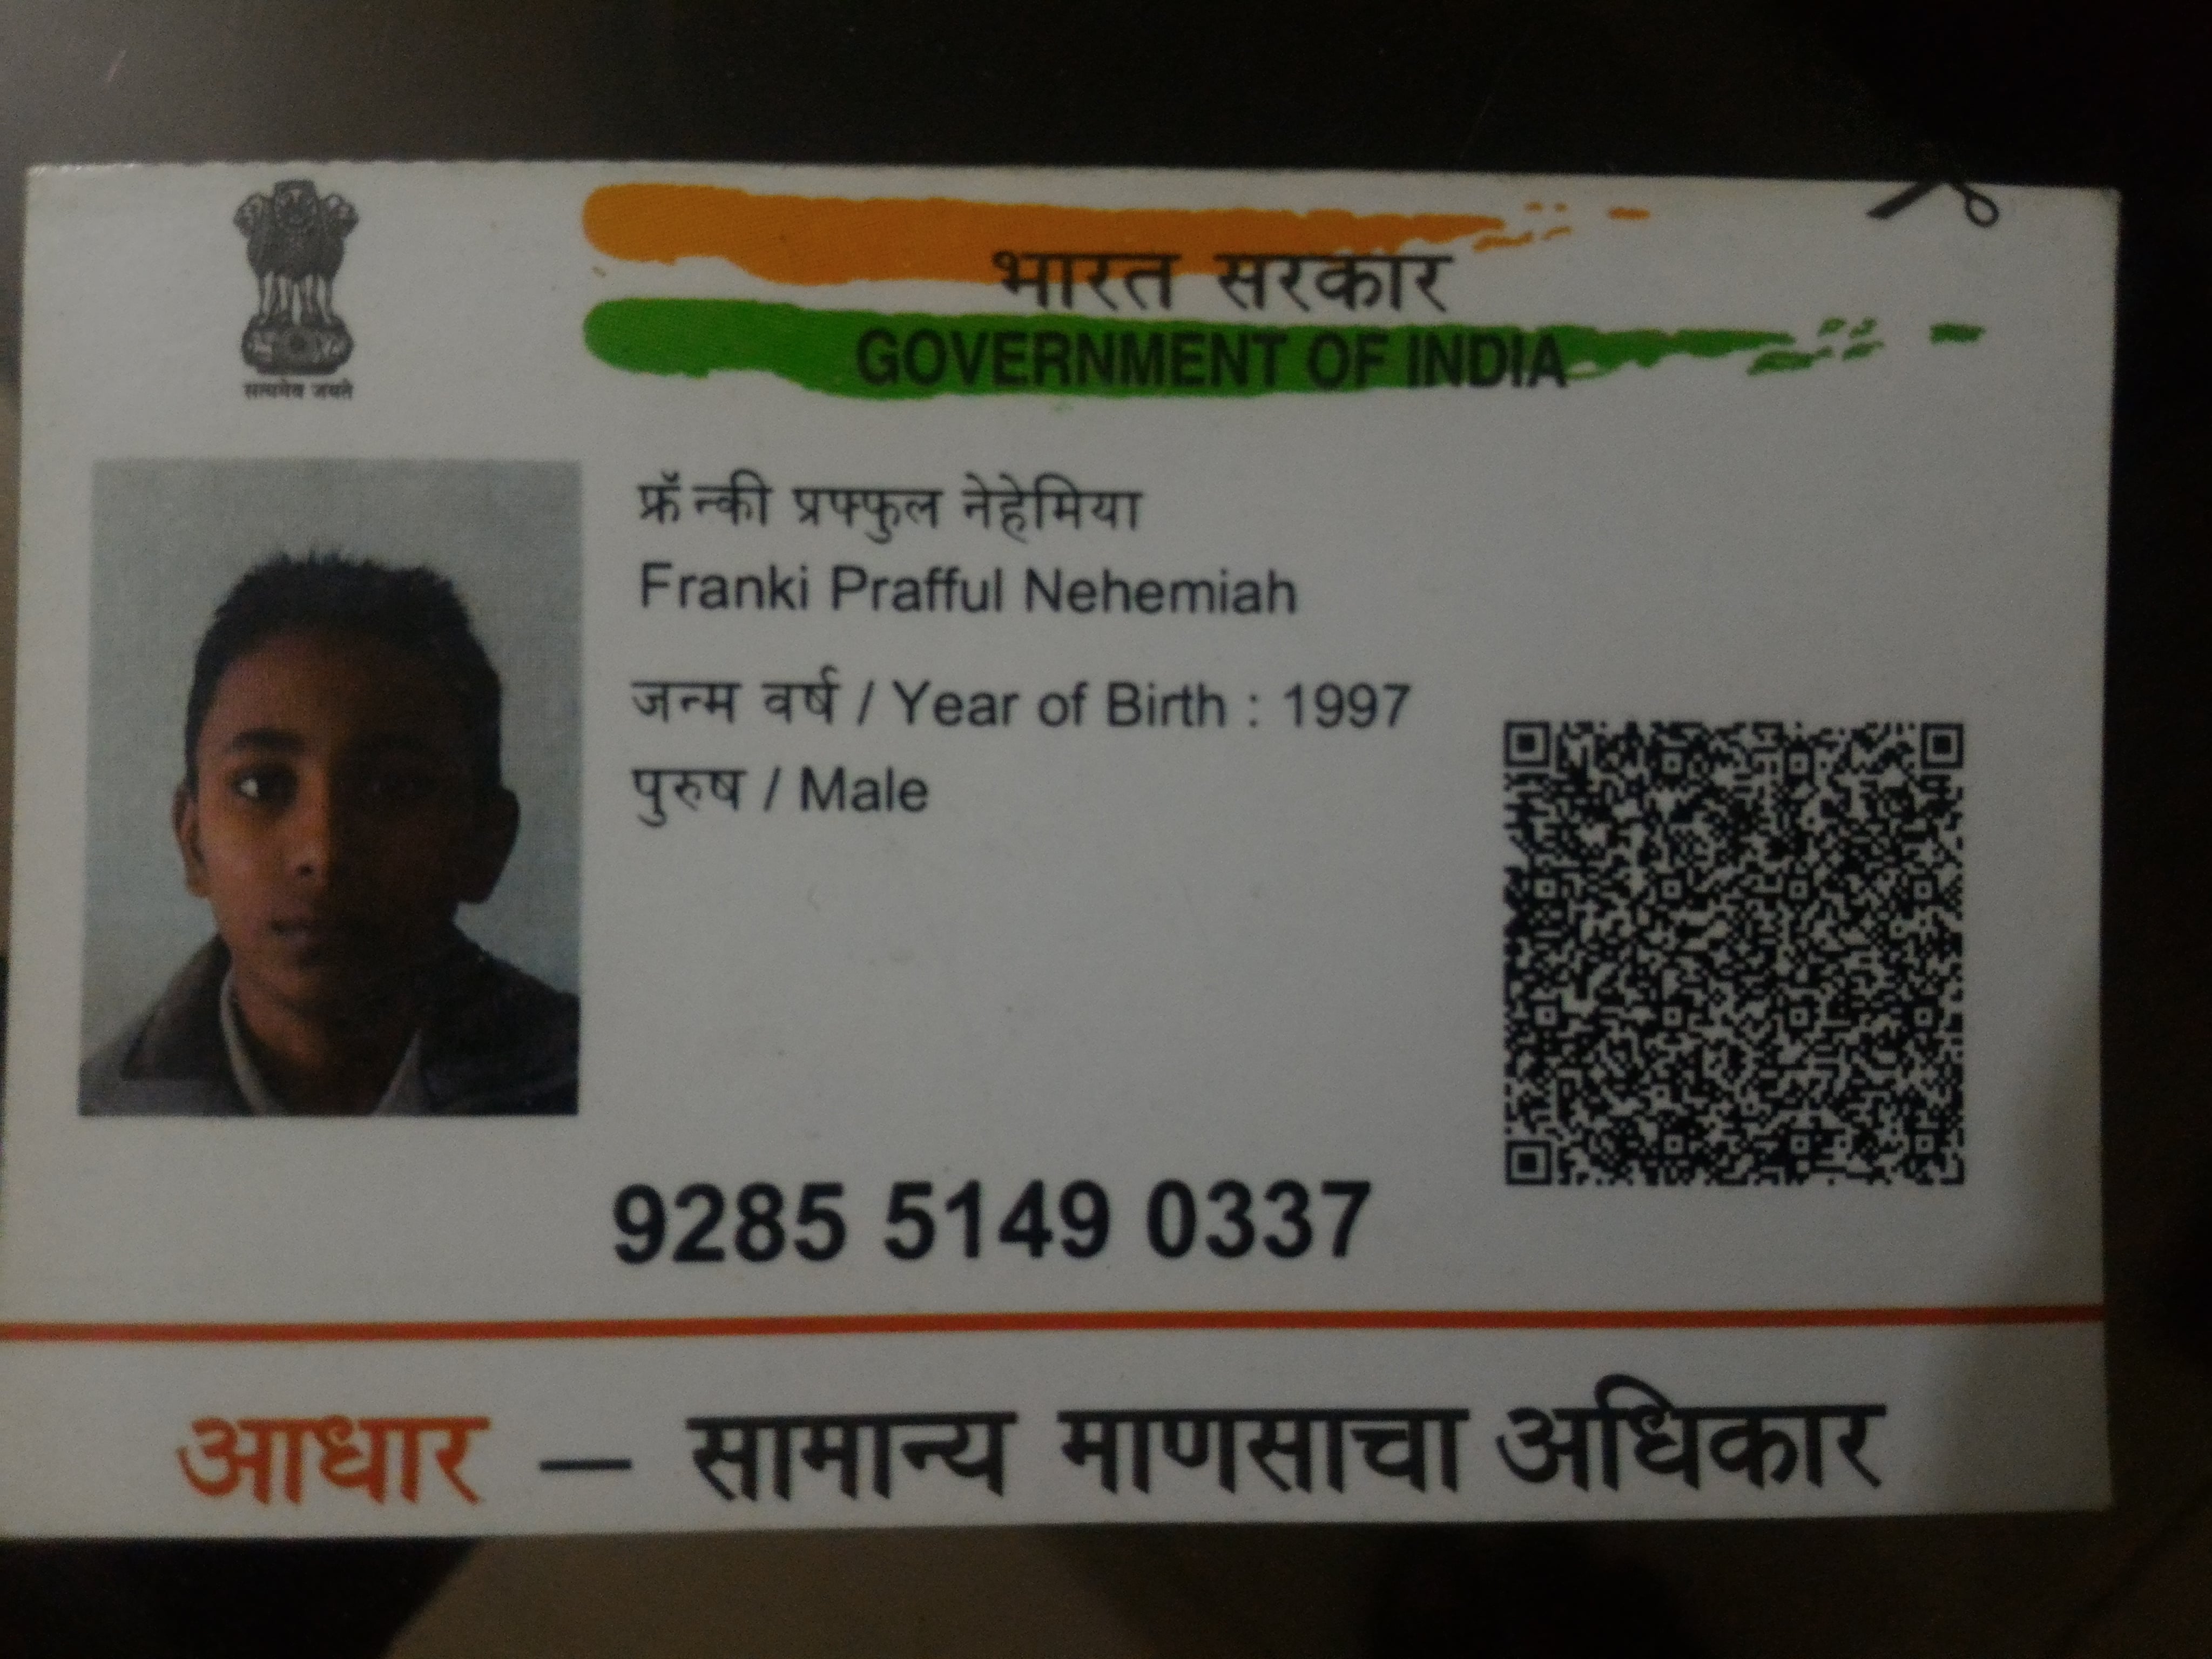 भारत सरकार
GOVERNMENT OF INDIA
सत्यमेव जयते
फ्रॅन्की प्रफ्फुल नेहेमिया
Franki Prafful Nehemiah
जन्म वर्ष / Year of Birth : 1997
पुरुष / Male
9285 5149 0337
आधार — सामान्य माणसाचा अधिकार